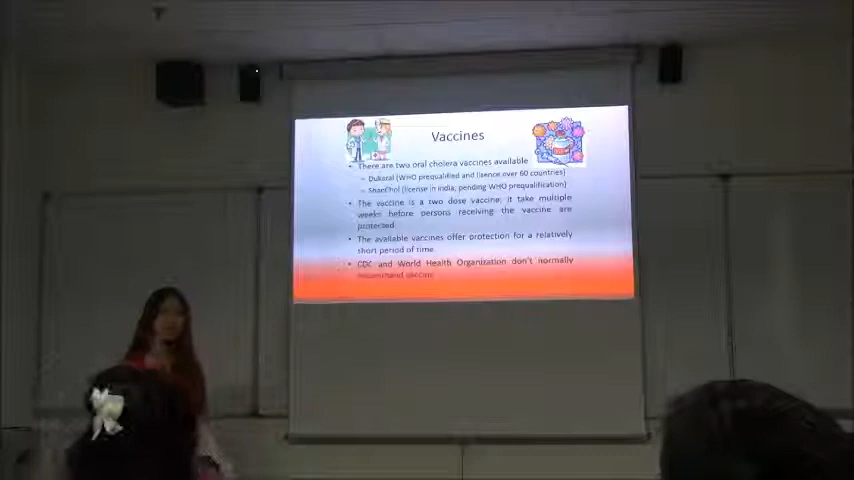 Vaccines
• There are two oral cholera vaccines available
– Dukoral (WHO prequalified and lisence over 60 countries)
– ShanChol (license in India, pending WHO prequalification)
• The vaccine is a two dose vaccine; it take multiple
weeks before persons receiving the vaccine are
protected
• The available vaccines offer protection for a relatively
short period of time
• CDC and World Health Organization don't normally
recommend vaccine